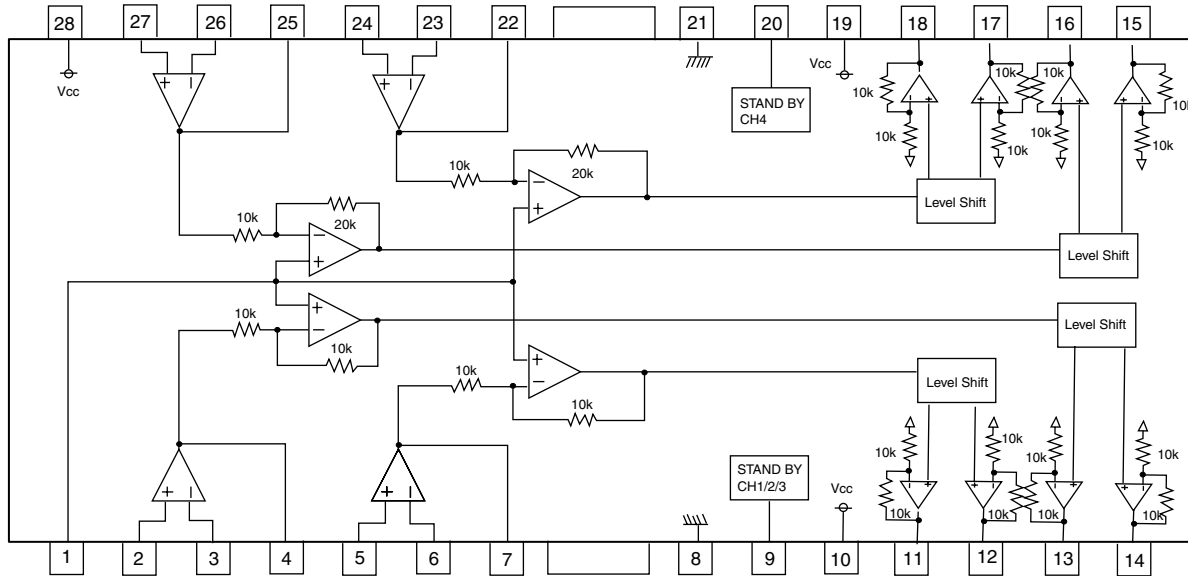 28 27 26 25 24 23 22 21 20 19 18 17 16 15
Vcc
+ −
+ −
STAND BY
CH4
Vcc
10k
10k
− +
10k
10k
+ −
10k
10k
− +
10k
10k
+ −
10k
20k
−
+
Level Shift
10k
20k
−
+
Level Shift
10k
+
−
10k
Level Shift
10k
+
−
10k
Level Shift
+ −
+ −
STAND BY
CH1/2/3
Vcc
10k
10k
− +
10k
10k
+ −
10k
10k
− +
10k
10k
+ −
1 2 3 4 5 6 7 8 9 10 11 12 13 14